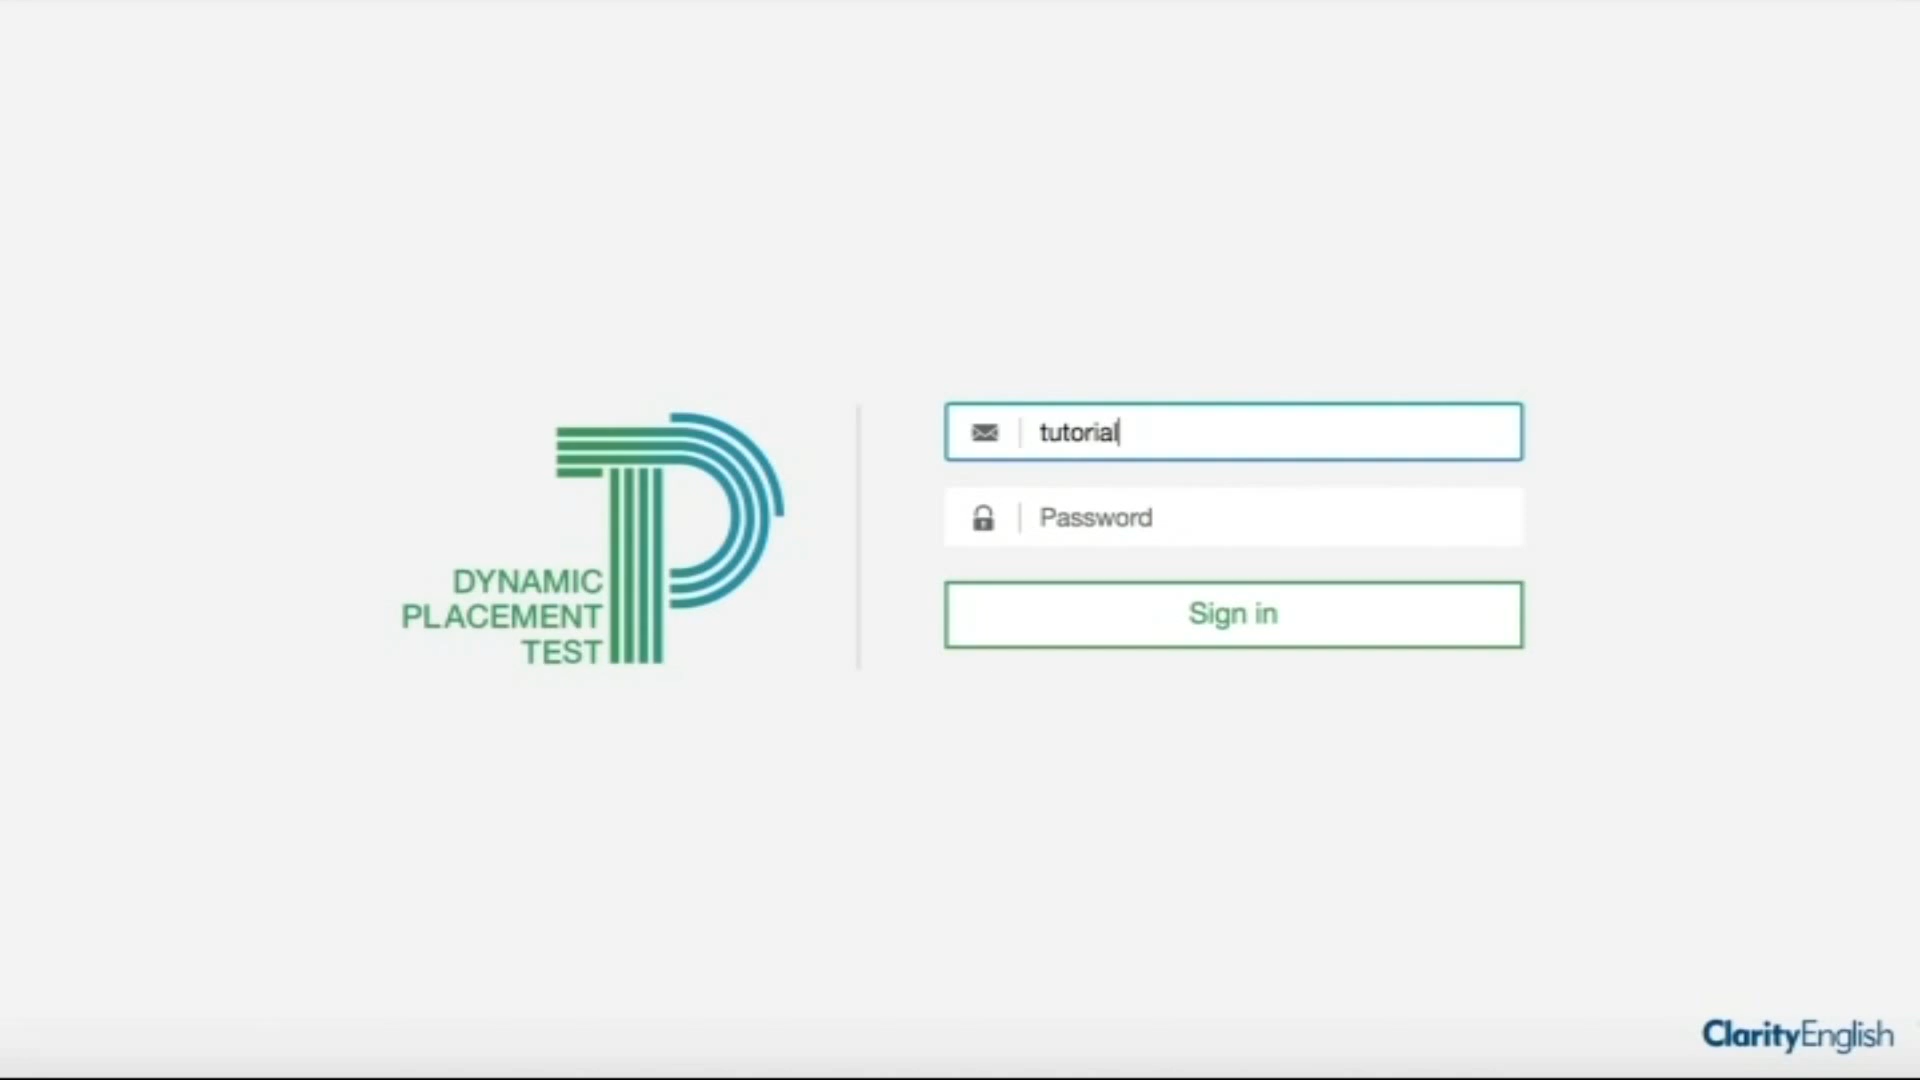 DYNAMIC
PLACEMENT
TEST
tutorial
Password
Sign in
ClarityEnglish